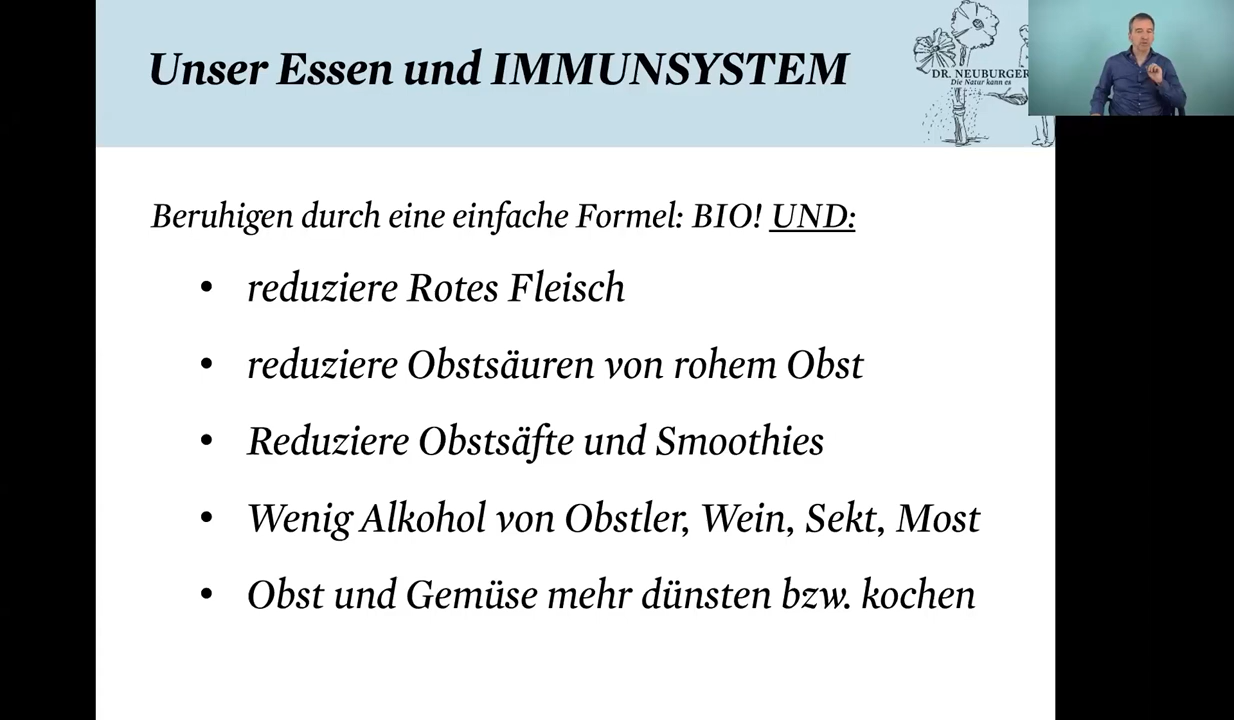 Unser Essen und IMMUNSYSTEM
DR. NEUBURGER
Die Natur kann es
Beruhigen durch eine einfache Formel: BIO! UND:
• reduziere Rotes Fleisch
• reduziere Obstsäuren von rohem Obst
• Reduziere Obstsäfte und Smoothies
• Wenig Alkohol von Obstler, Wein, Sekt, Most
• Obst und Gemüse mehr dünsten bzw. kochen